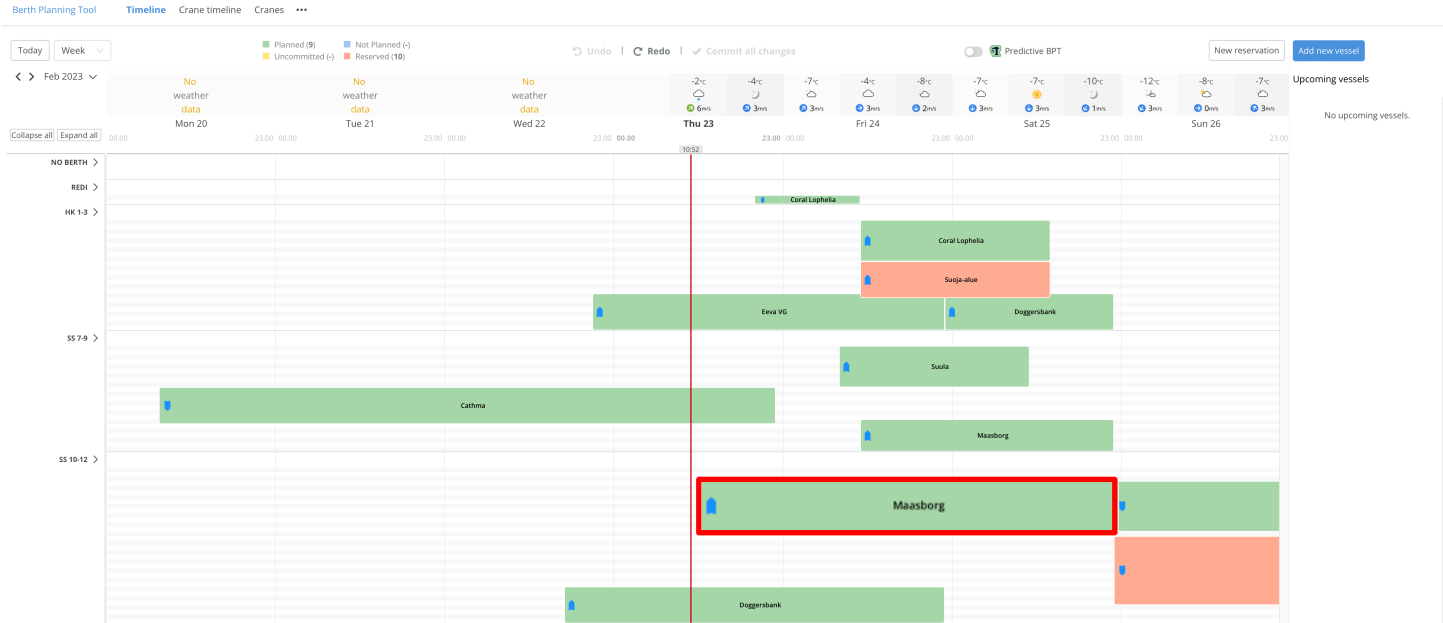 Berth Planning Tool Timeline Crane timeline Cranes •••
Today Week Planned (9) Not Planned (-) Undo | Redo | Commit all changes Predictive BPT New reservation Add new vessel
Uncommitted (-) Reserved (10)
Feb 2023 Upcoming vessels
No No No -2°C -4°C -7°C -4°C -8°C -7°C -7°C -10°C -12°C -8°C -7°C
weather weather weather
data data data 6m/s 3m/s 3m/s 3m/s 2m/s 3m/s 3m/s 1m/s 3m/s 0m/s 3m/s
No upcoming vessels.
Mon 20 Tue 21 Wed 22 Thu 23 Fri 24 Sat 25 Sun 26
Collapse all Expand all 00.00 23.00 00.00 23.00 00.00 23.00 00.00 23.00 00.00 23.00 00.00 23.00 00.00 23.00
10:52
NO BERTH
REDI
Coral Lophelia
HK 1-3
Coral Lophelia
Suoja-alue
Eeva VG Doggersbank
SS 7-9
Suula
Cathma
Maasborg
SS 10-12
Maasborg
Doggersbank